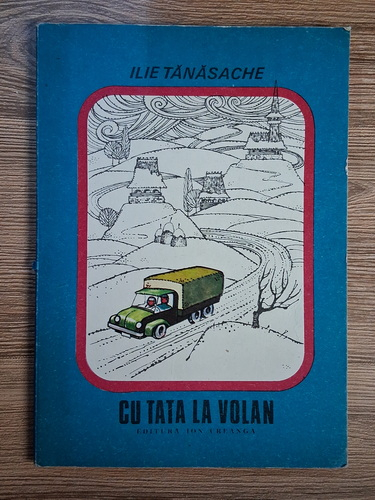 ILIE TĂNĂSACHE
CU TATA LA VOLAN
EDITURA ION CREANGĂ